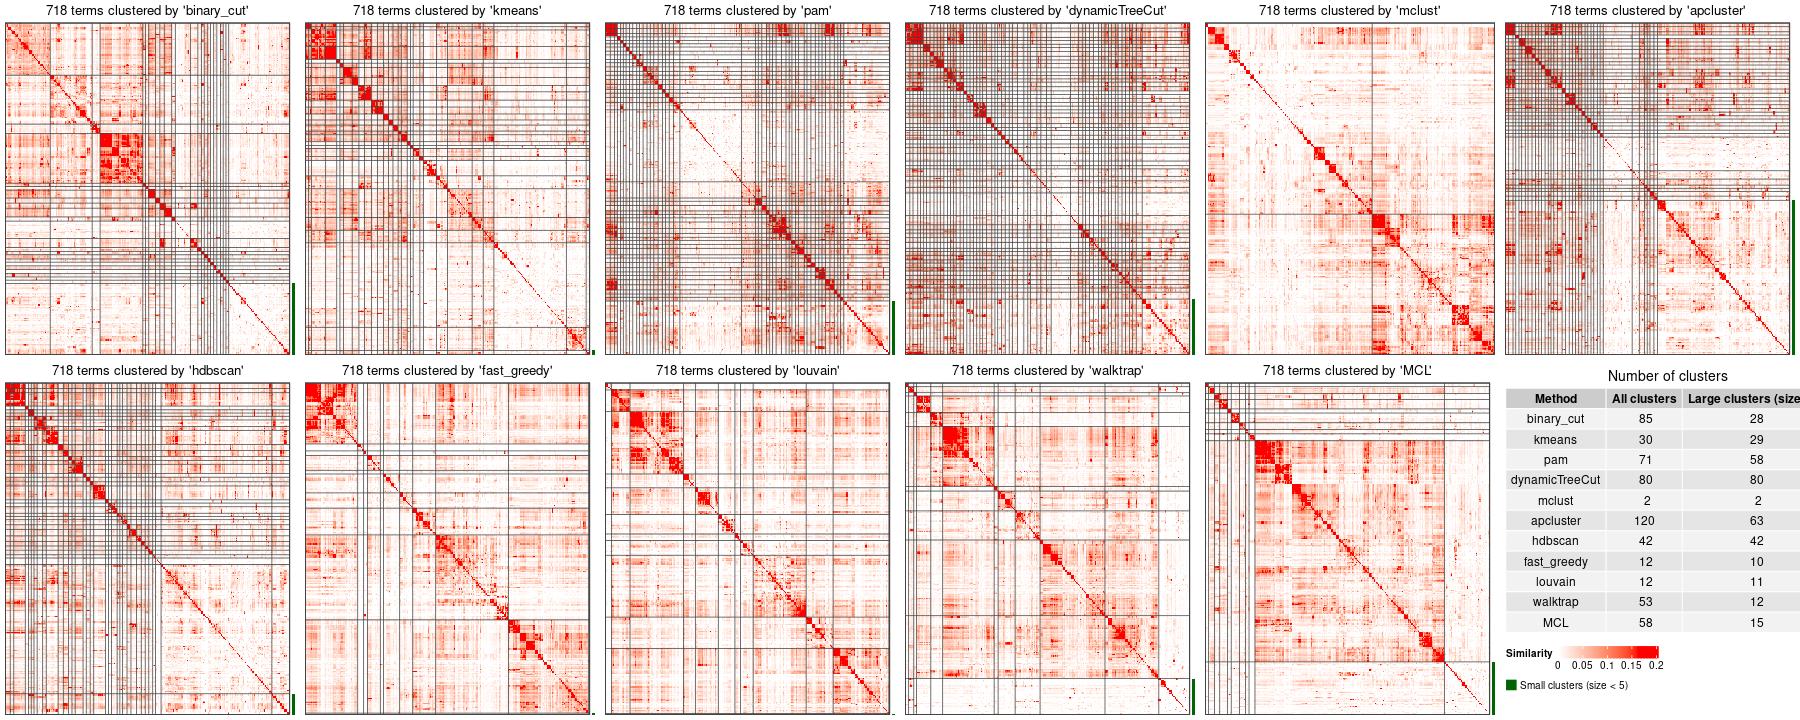 718 terms clustered by 'binary_cut'
718 terms clustered by 'kmeans'
718 terms clustered by 'pam'
718 terms clustered by 'dynamicTreeCut'
718 terms clustered by 'mclust'
718 terms clustered by 'apcluster'
718 terms clustered by 'hdbscan'
718 terms clustered by 'fast_greedy'
718 terms clustered by 'louvain'
718 terms clustered by 'walktrap'
718 terms clustered by 'MCL'
Number of clusters
Method All clusters Large clusters (size
binary_cut 85 28
kmeans 30 29
pam 71 58
dynamicTreeCut 80 80
mclust 2 2
apcluster 120 63
hdbscan 42 42
fast_greedy 12 10
louvain 12 11
walktrap 53 12
MCL 58 15
Similarity
0 0.05 0.1 0.15 0.2
Small clusters (size < 5)